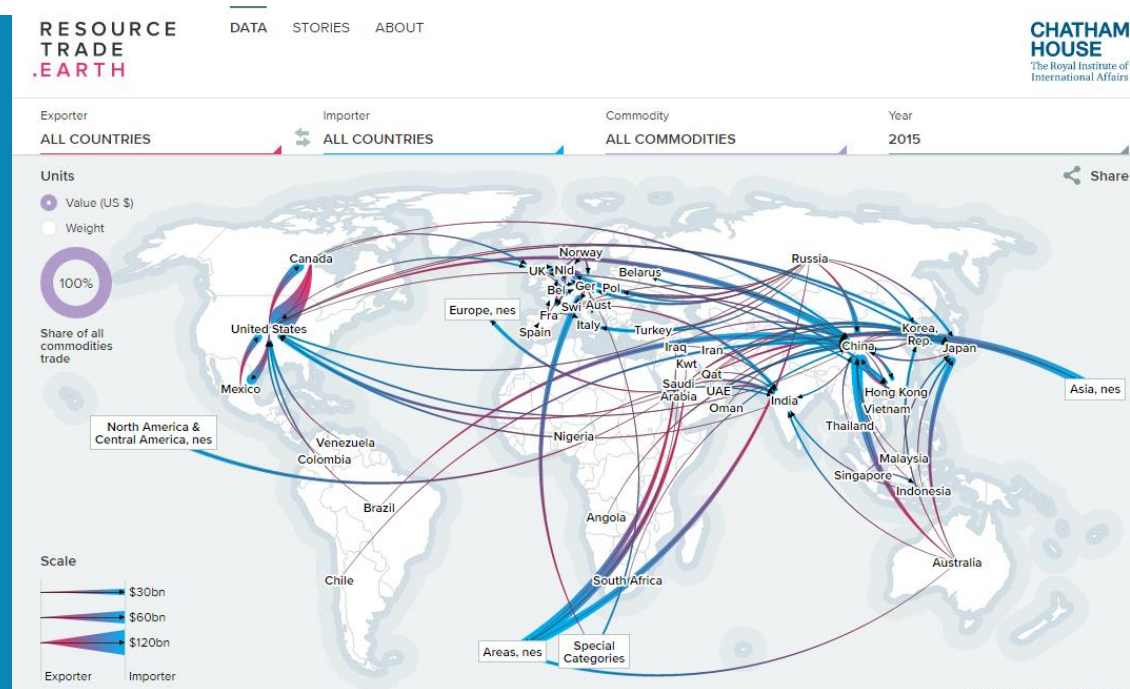 RESOURCE
TRADE
.EARTH
DATA STORIES ABOUT
CHATHAM
HOUSE
The Royal Institute of
International Affairs
Exporter
ALL COUNTRIES
Importer
ALL COUNTRIES
Commodity
ALL COMMODITIES
Year
2015
Units
Value (US $)
Weight
100%
Share of all
commodities
trade
Share
Canada
United States
Mexico
North America &
Central America, nes
Venezuela
Colombia
Brazil
Chile
Norway
UK
Nld
Belarus
Bel
Ger
Pol
Europe, nes
Swi
Aust
Fra
Spain
Italy
Turkey
Russia
Iraq
Iran
Kwt
Qat
Saudi
Arabia
UAE
Oman
India
Nigeria
Angola
South Africa
China
Korea,
Rep.
Japan
Asia, nes
Hong Kong
Vietnam
Thailand
Malaysia
Singapore
Indonesia
Australia
Areas, nes
Special
Categories
Scale
$30bn
$60bn
$120bn
Exporter Importer